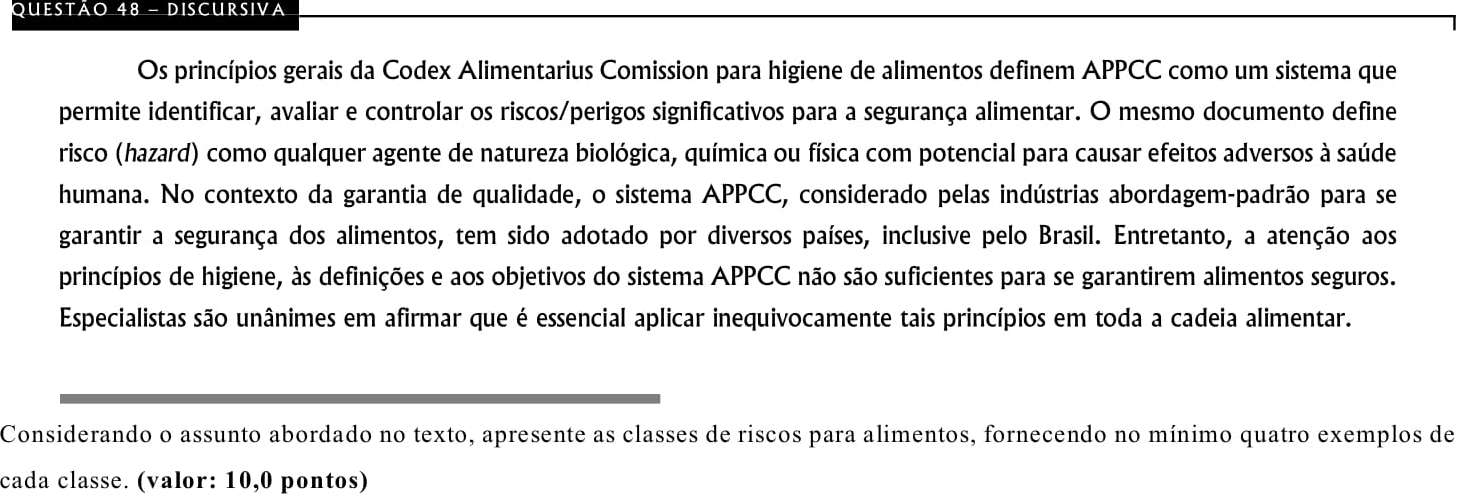 QUESTÃO 48 – DISCURSIVA
Os princípios gerais da Codex Alimentarius Comission para higiene de alimentos definem APPCC como um sistema que
permite identificar, avaliar e controlar os riscos/perigos significativos para a segurança alimentar. O mesmo documento define
risco (hazard) como qualquer agente de natureza biológica, química ou física com potencial para causar efeitos adversos à saúde
humana. No contexto da garantia de qualidade, o sistema APPCC, considerado pelas indústrias abordagem-padrão para se
garantir a segurança dos alimentos, tem sido adotado por diversos países, inclusive pelo Brasil. Entretanto, a atenção aos
princípios de higiene, às definições e aos objetivos do sistema APPCC não são suficientes para se garantirem alimentos seguros.
Especialistas são unânimes em afirmar que é essencial aplicar inequivocamente tais princípios em toda a cadeia alimentar.
Considerando o assunto abordado no texto, apresente as classes de riscos para alimentos, fornecendo no mínimo quatro exemplos de
cada classe. (valor: 10,0 pontos)